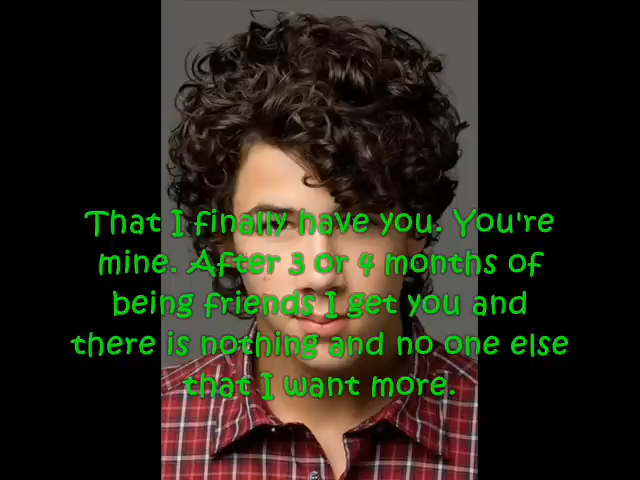 That I finally have you. You're
mine. After 3 or 4 months of
being friends I get you and
there is nothing and no one else
that I want more.